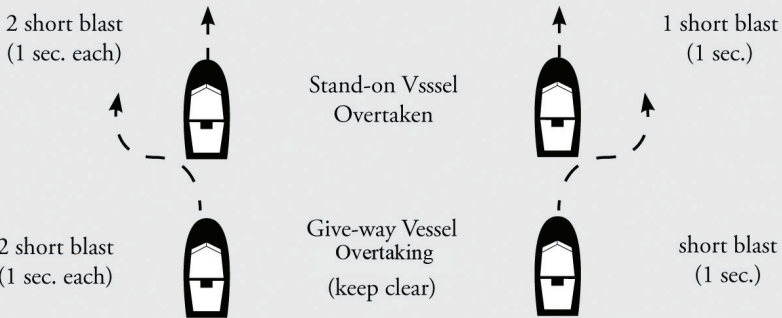 2 short blast
(1 sec. each)
1 short blast
(1 sec.)
Stand-on Vsssel
Overtaken
2 short blast
(1 sec. each)
Give-way Vessel
Overtaking
(keep clear)
short blast
(1 sec.)